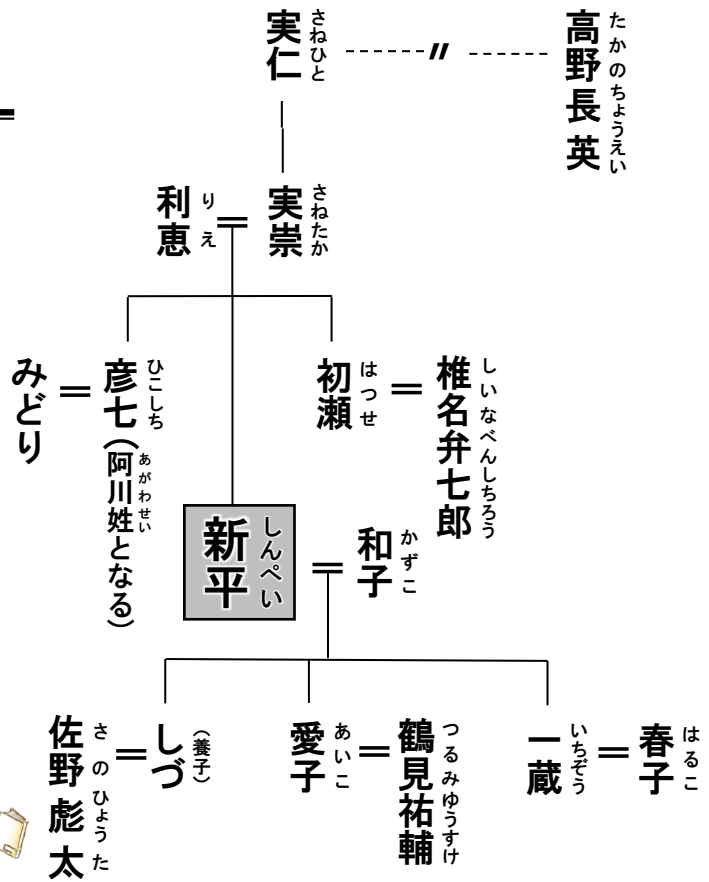 高野長英
たかのちょうえい
実仁
さねひと
〃
実崇
さねたか
利恵
りえ
椎名弁七郎
しいなべんしちろう
初瀬
はつせ
彦七(阿川姓となる)
ひこしち
あがわせい
みどり
和子
かずこ
新平
しんぺい
春子
はるこ
一蔵
いちぞう
鶴見祐輔
つるみゆうすけ
愛子
あいこ
しづ
(養子)
佐野彪太
さのひょうた